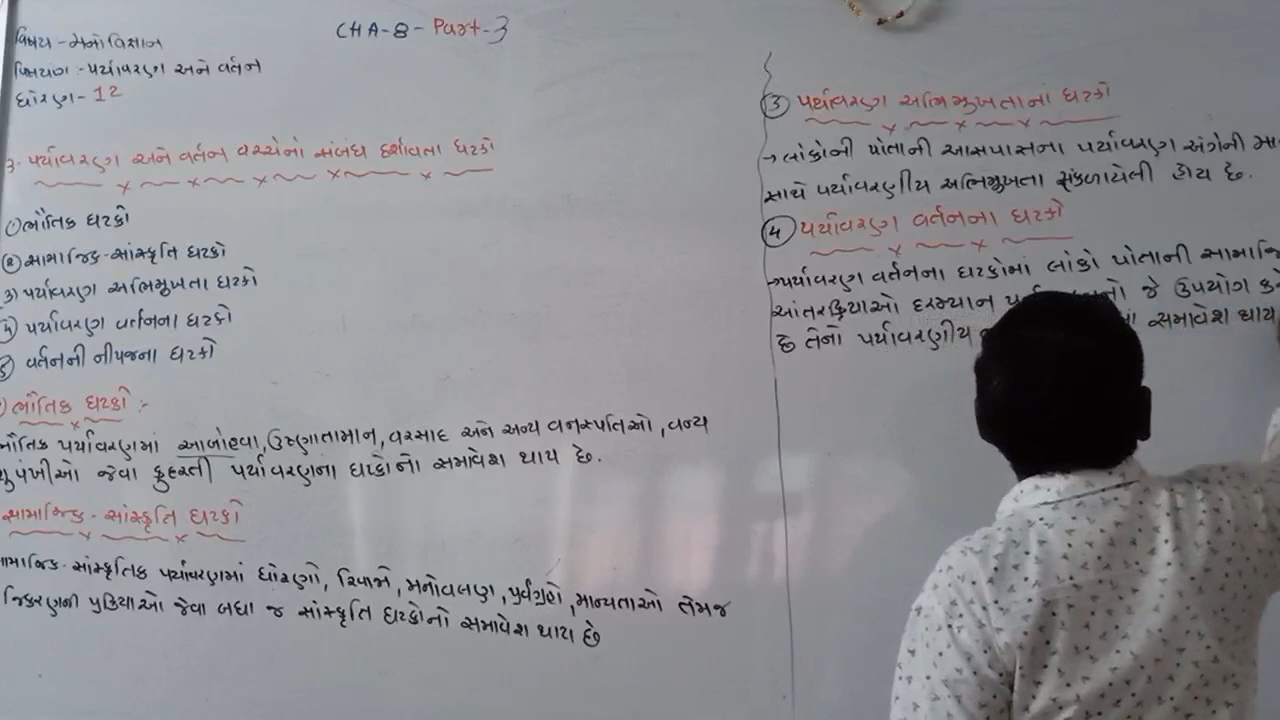 CHA-8-Part-3
વિષય-મનોવિજ્ઞાન
પર્યાવરણ અને વર્તન
ધોરણ-12
3. પર્યાવરણ અને વર્તન વચ્ચેનો સંબંધ દર્શાવતા ઘટકો
①ભૌતિક ઘટકો
② સામાજિક-સાંસ્કૃતિ ઘટકો
3) પર્યાવરણ અભિમુખતા ઘટકો
4) પર્યાવરણ વર્તનના ઘટકો
5) વર્તનની નીપજના ઘટકો
ભૌતિક ઘટકો :-
ભૌતિક પર્યાવરણમાં આબોહવા, ઉષ્ણતામાન, વરસાદ અને અન્ય વનસ્પતિઓ, વન્ય
પશુપંખીઓ જેવા કુદરતી પર્યાવરણના ઘટકોનો સમાવેશ થાય છે.
સામાજિક - સાંસ્કૃતિ ઘટકો
સામાજિક-સાંસ્કૃતિક પર્યાવરણમાં ધોરણો, રિવાજો, મનોવલણ, પુર્વગ્રહો, માન્યતાઓ તેમજ
પ્રક્રિયાઓ જેવા બધા જ સાંસ્કૃતિ ઘટકોનો સમાવેશ થાય છે
③ પર્યાવરણ અભિમુખતાનાં ઘટકો
→ લોકોની પોતાની આસપાસના પર્યાવરણ અંગેની
સાથે પર્યાવરણીય અભિમુખતા સંકળાયેલી હોય છે.
④ પર્યાવરણ વર્તનના ઘટકો
→ પર્યાવરણ વર્તનના ઘટકોમાં લોકો પોતાની
આંતરક્રિયાઓ દરમ્યાન જે ઉપયોગ
છે તેનો પર્યાવરણીય સમાવેશ થાય